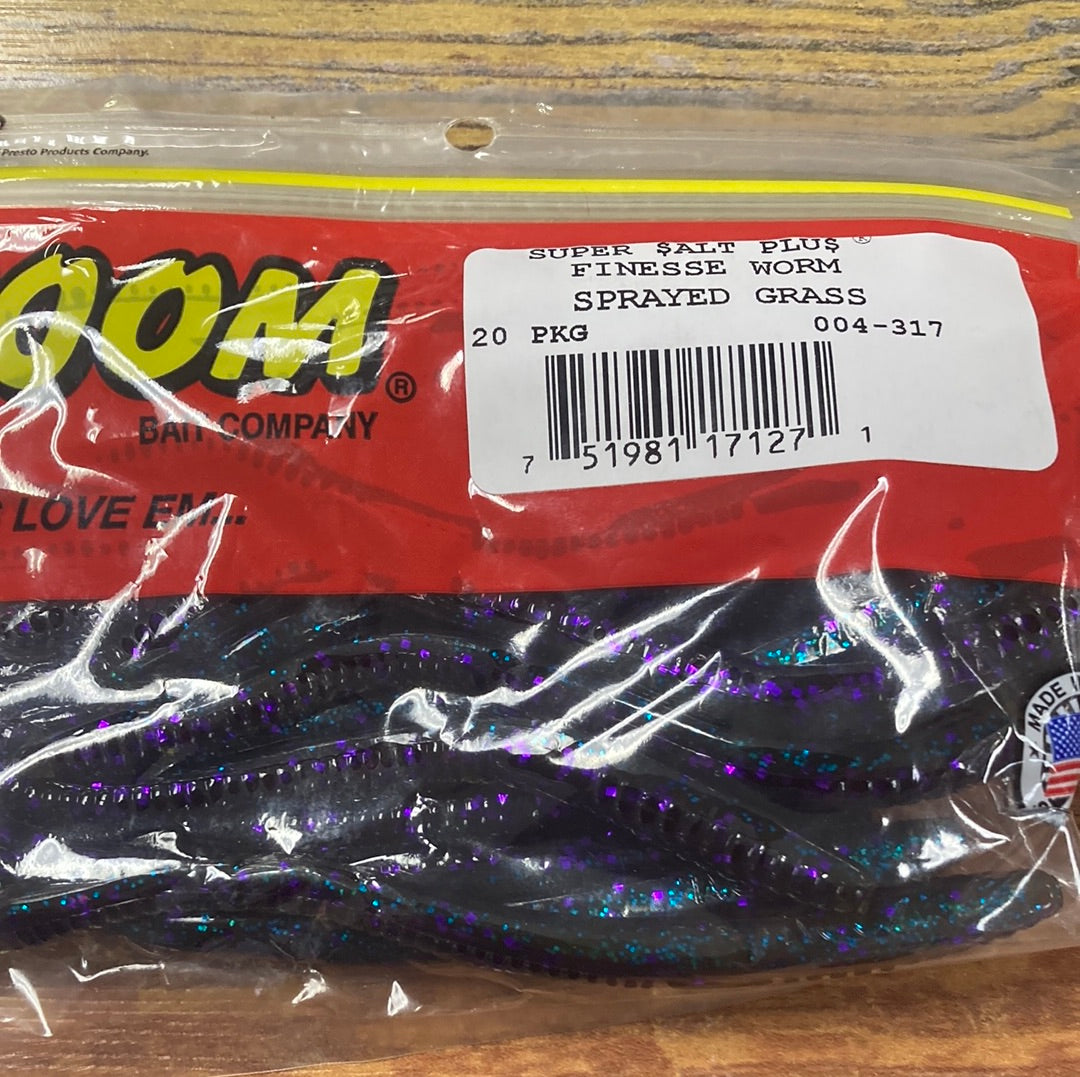 Presto Products Company.
OOM®
BAIT COMPANY
LOVE EM...
SUPER $ALT PLU$ ®
FINESSE WORM
SPRAYED GRASS
20 PKG 004-317
7 51981 17127 1
MADE I